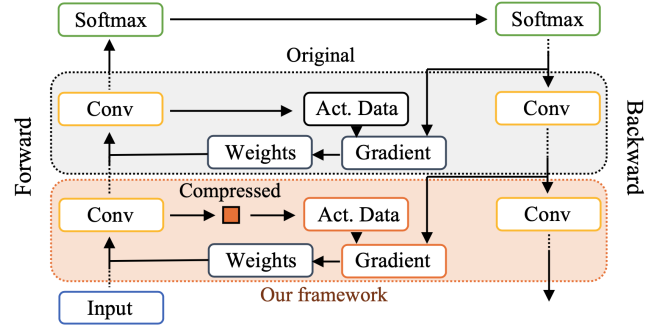 Softmax
Softmax
Original
Forward
Backward
Conv
Act. Data
Conv
Weights
Gradient
Compressed
Conv
Act. Data
Conv
Weights
Gradient
Input
Our framework